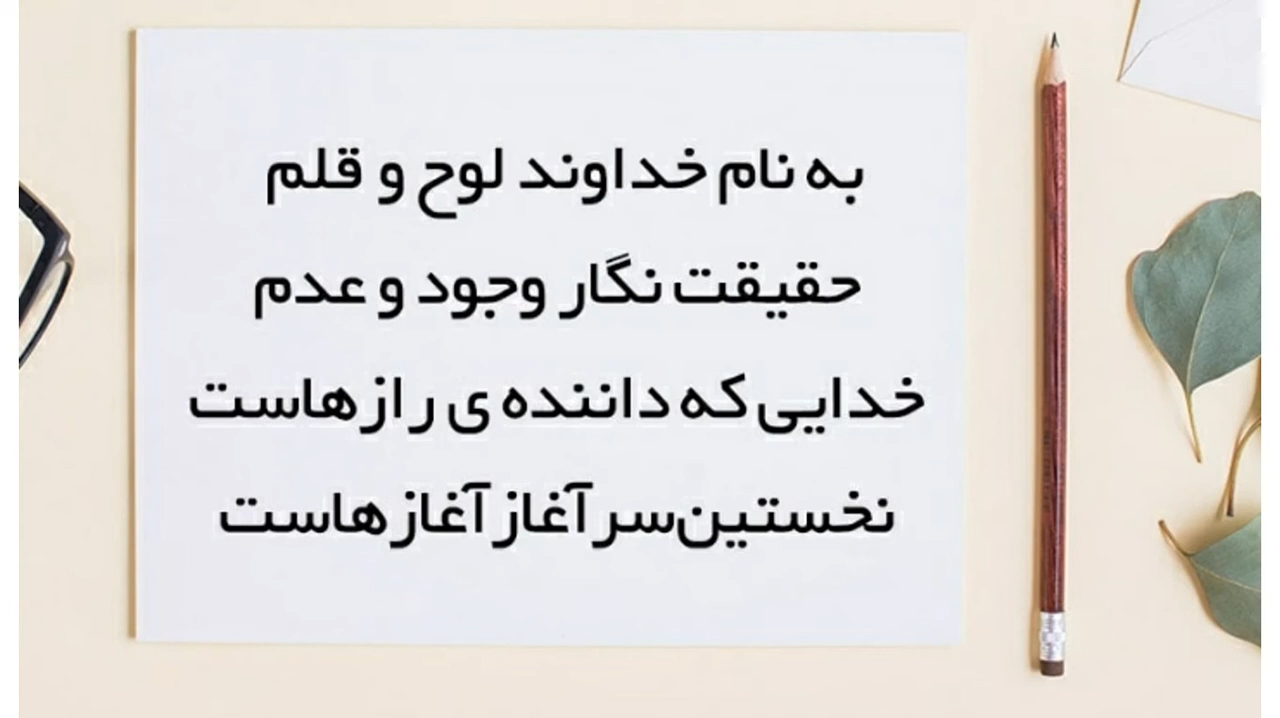 به نام خداوند لوح و قلم
حقیقت نگار وجود و عدم
خدایی که داننده ی رازهاست
نخستین‌سرآغاز آغازهاست